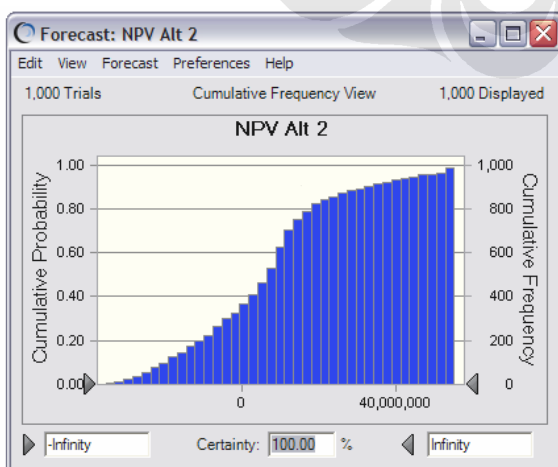 Forecast: NPV Alt 2
Edit View Forecast Preferences Help
1,000 Trials Cumulative Frequency View 1,000 Displayed
NPV Alt 2
Cumulative Probability
1.00
0.80
0.60
0.40
0.20
0.00
1,000
800
600
400
200
0
Cumulative Frequency
0 40,000,000
-Infinity Certainty: 100.00 % Infinity